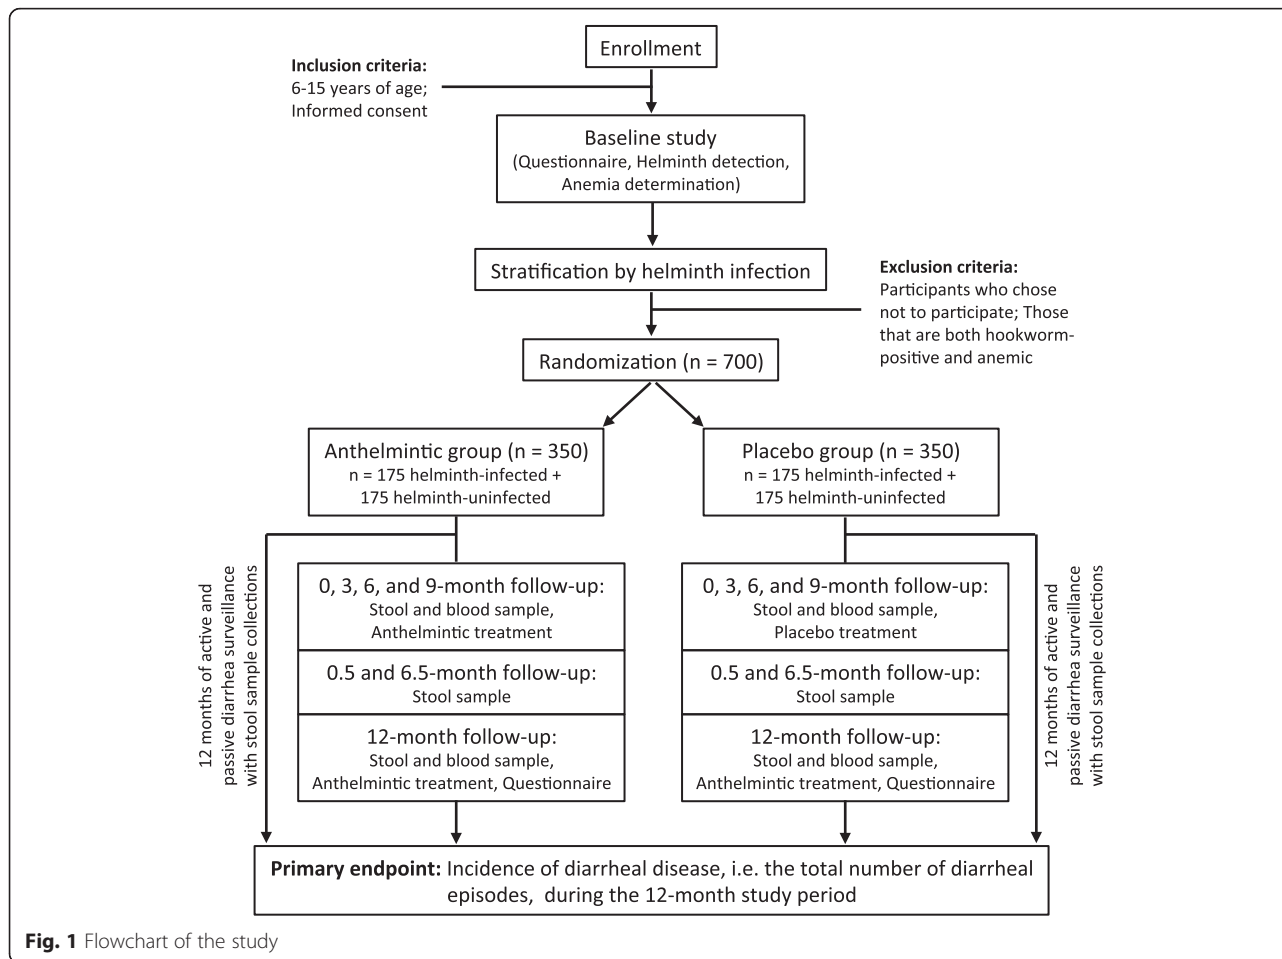 Enrollment
Inclusion criteria:
6-15 years of age;
Informed consent
Baseline study
(Questionnaire, Helminth detection,
Anemia determination)
Stratification by helminth infection
Exclusion criteria:
Participants who chose
not to participate; Those
that are both hookworm-
positive and anemic
Randomization (n = 700)
Anthelmintic group (n = 350)
n = 175 helminth-infected +
175 helminth-uninfected
Placebo group (n = 350)
n = 175 helminth-infected +
175 helminth-uninfected
12 months of active and
passive diarrhea surveillance
with stool sample collections
0, 3, 6, and 9-month follow-up:
Stool and blood sample,
Anthelmintic treatment
0.5 and 6.5-month follow-up:
Stool sample
12-month follow-up:
Stool and blood sample,
Anthelmintic treatment, Questionnaire
0, 3, 6, and 9-month follow-up:
Stool and blood sample,
Placebo treatment
0.5 and 6.5-month follow-up:
Stool sample
12-month follow-up:
Stool and blood sample,
Anthelmintic treatment, Questionnaire
12 months of active and
passive diarrhea surveillance
with stool sample collections
Primary endpoint: Incidence of diarrheal disease, i.e. the total number of diarrheal
episodes,  during the 12-month study period
Fig. 1 Flowchart of the study